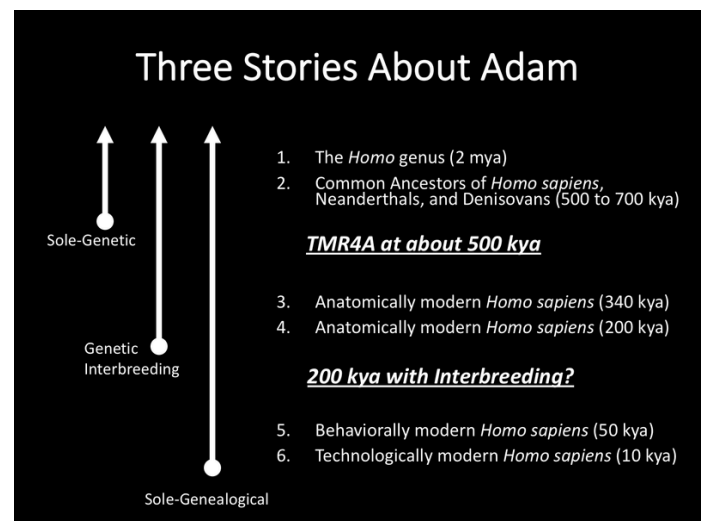 Three Stories About Adam
1. The Homo genus (2 mya)
2. Common Ancestors of Homo sapiens,
Neanderthals, and Denisovans (500 to 700 kya)
Sole-Genetic
TMR4A at about 500 kya
3. Anatomically modern Homo sapiens (340 kya)
4. Anatomically modern Homo sapiens (200 kya)
Genetic
Interbreeding
200 kya with Interbreeding?
5. Behaviorally modern Homo sapiens (50 kya)
6. Technologically modern Homo sapiens (10 kya)
Sole-Genealogical